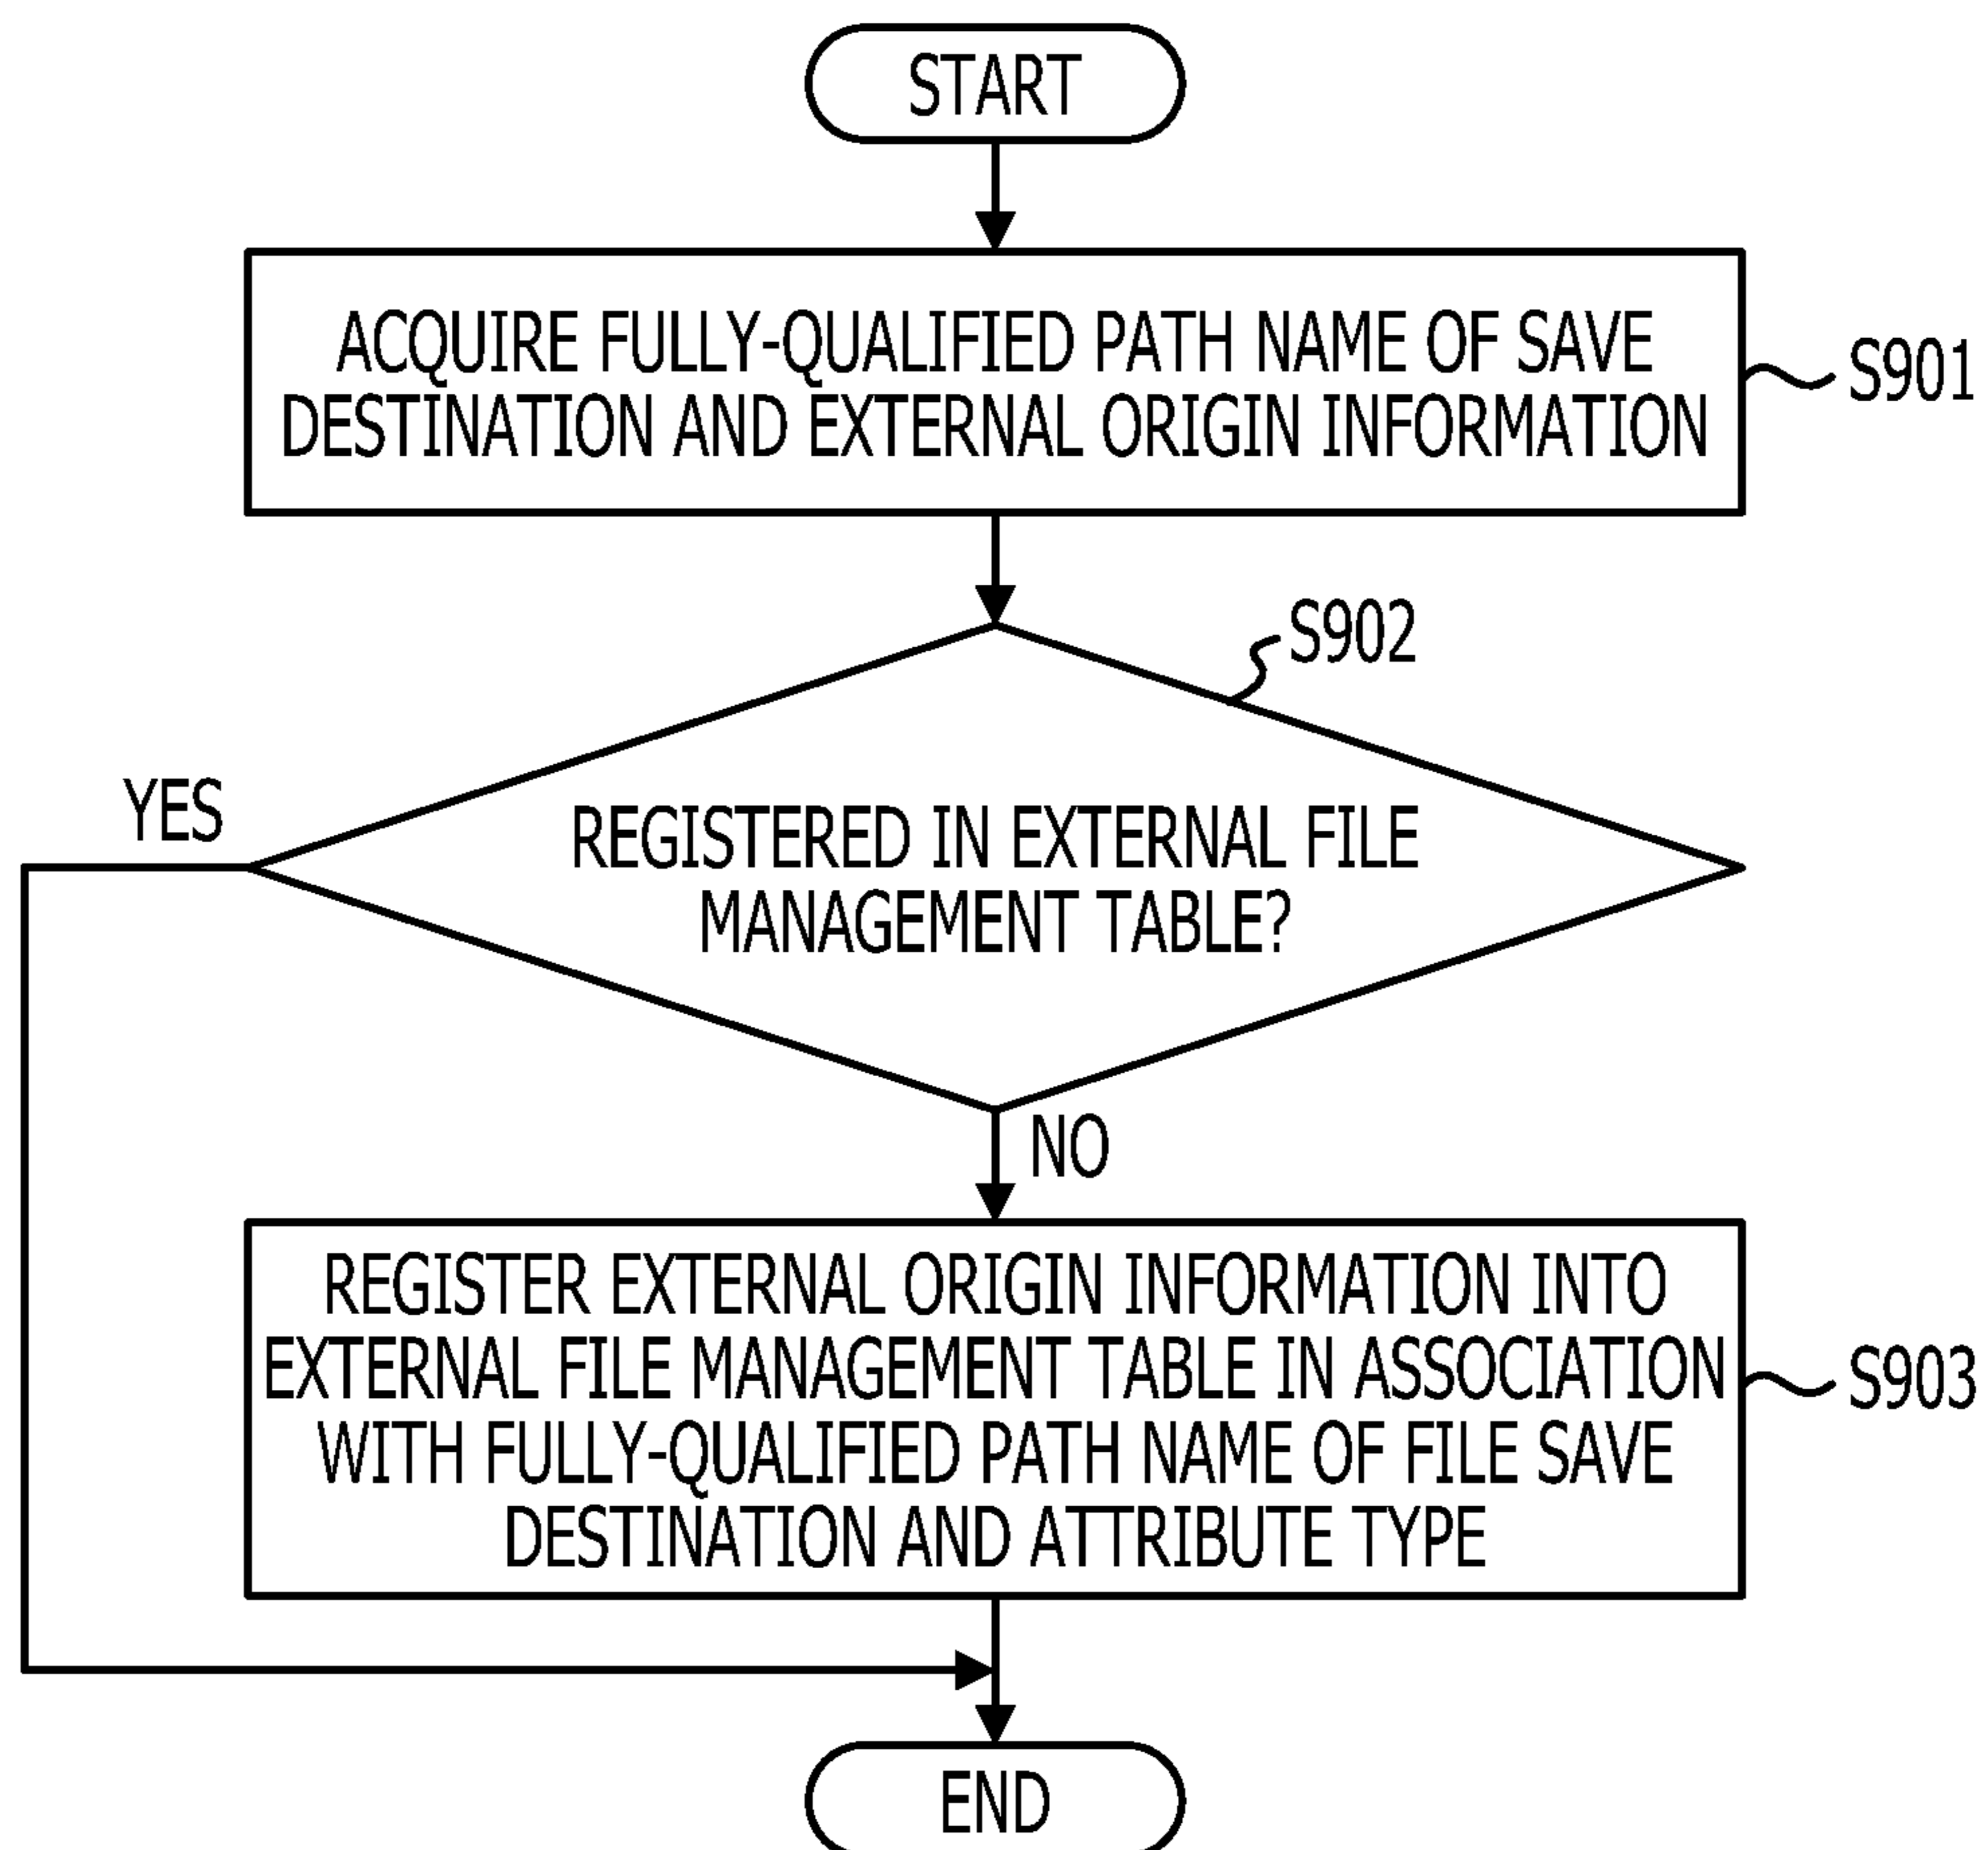 START
ACQUIRE FULLY-QUALIFIED PATH NAME OF SAVE
DESTINATION AND EXTERNAL ORIGIN INFORMATION
S901
S902
YES
REGISTERED IN EXTERNAL FILE
MANAGEMENT TABLE?
NO
REGISTER EXTERNAL ORIGIN INFORMATION INTO
EXTERNAL FILE MANAGEMENT TABLE IN ASSOCIATION
WITH FULLY-QUALIFIED PATH NAME OF FILE SAVE
DESTINATION AND ATTRIBUTE TYPE
S903
END